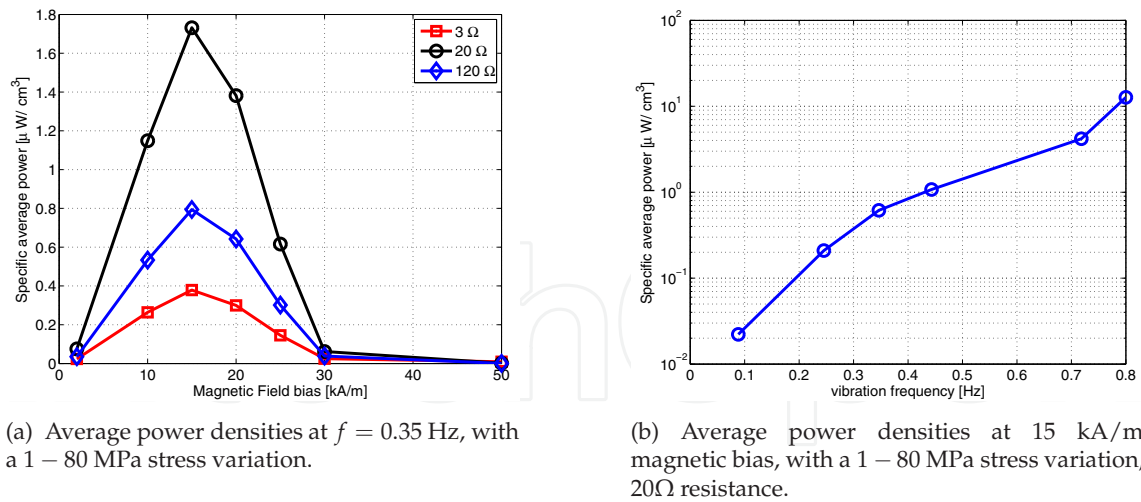 1.8
1.6
1.4
1.2
1
0.8
0.6
0.4
0.2
0
Specific average power [μ W/ cm³]
3 Ω
20 Ω
120 Ω
0 10 20 30 40 50
Magnetic Field bias [kA/m]
(a) Average power densities at f = 0.35 Hz, with
a 1 − 80 MPa stress variation.
10²
10¹
10⁰
10⁻¹
10⁻²
Specific average power [μ W/ cm³]
0 0.1 0.2 0.3 0.4 0.5 0.6 0.7 0.8
vibration frequency [Hz]
(b) Average power densities at 15 kA/m
magnetic bias, with a 1 − 80 MPa stress variation,
20Ω resistance.